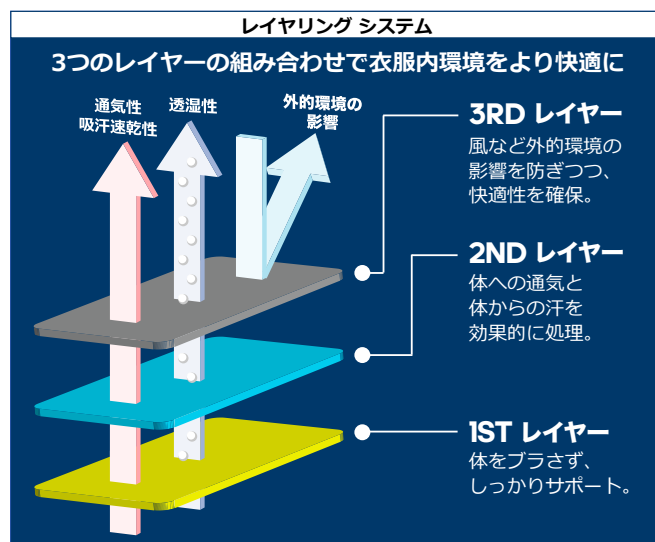 レイヤリング システム
3つのレイヤーの組み合わせで衣服内環境をより快適に
通気性
吸汗速乾性
透湿性
外的環境の
影響
3RD レイヤー
風など外的環境の
影響を防ぎつつ、
快適性を確保。
2ND レイヤー
体への通気と
体からの汗を
効果的に処理。
1ST レイヤー
体をブラさず、
しっかりサポート。